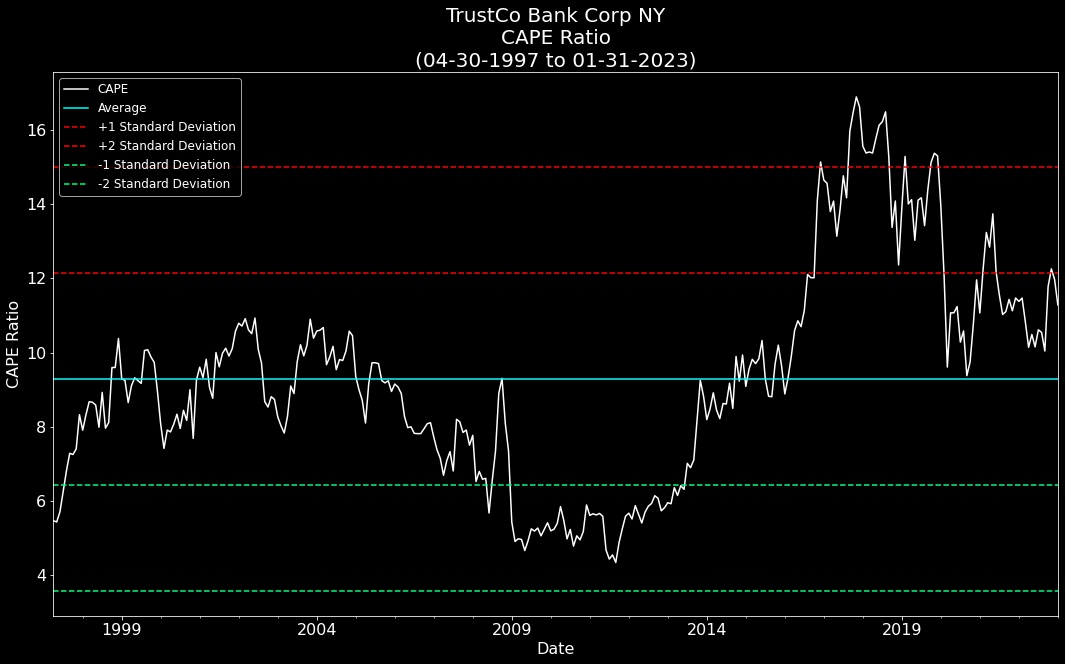 TrustCo Bank Corp NY
CAPE Ratio
(04-30-1997 to 01-31-2023)
CAPE
Average
+1 Standard Deviation
+2 Standard Deviation
-1 Standard Deviation
-2 Standard Deviation
16
14
12
10
8
6
4
CAPE Ratio
1999
2004
2009
2014
2019
Date